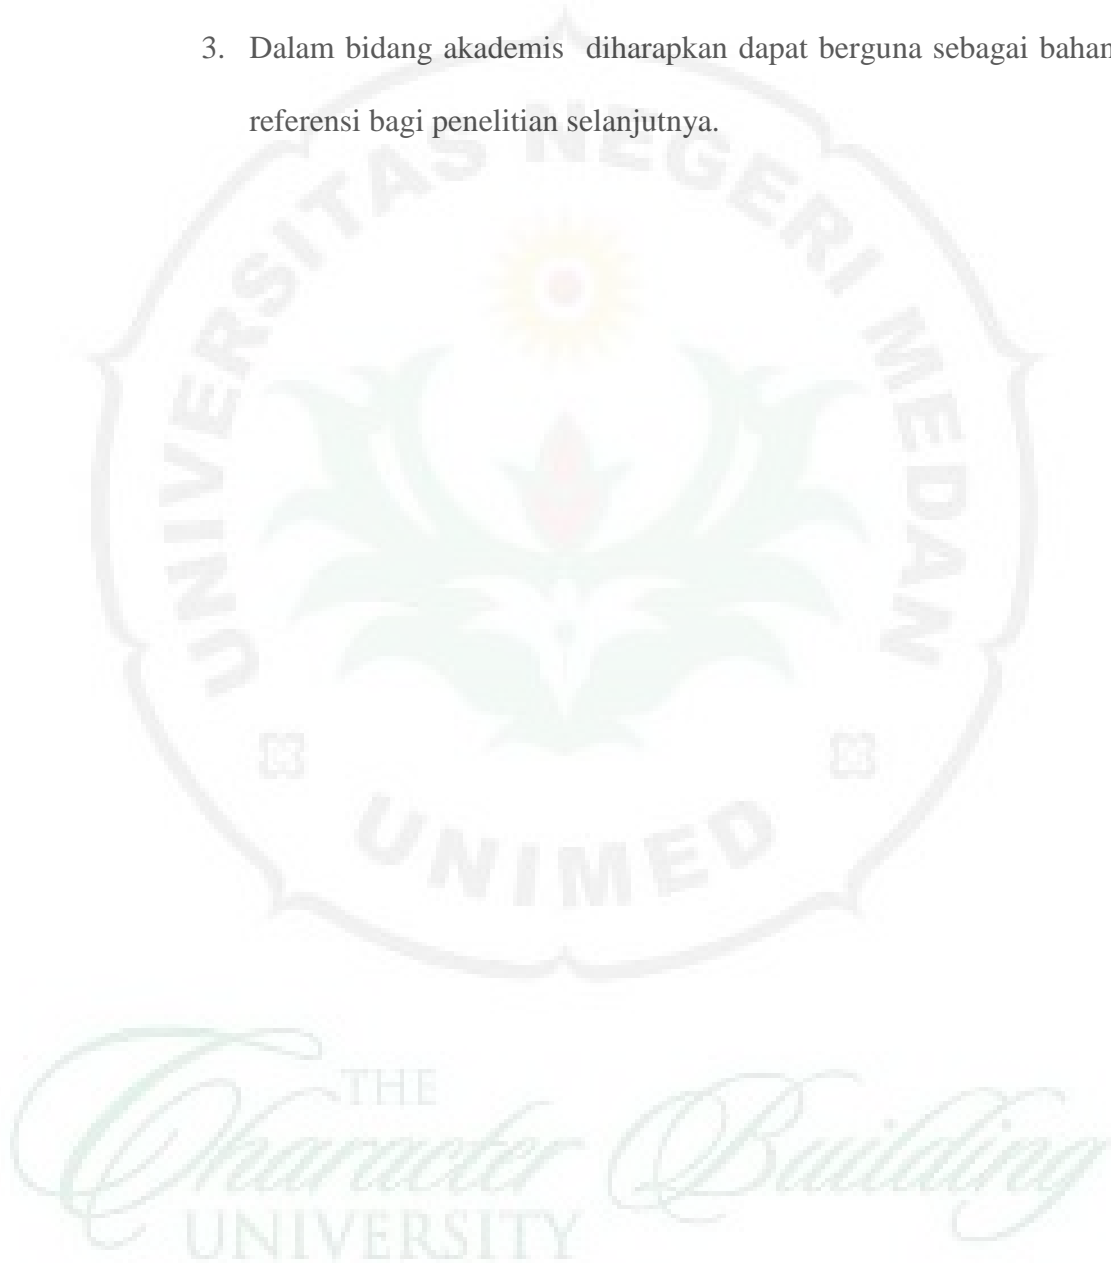 3. Dalam bidang akademis  diharapkan dapat berguna sebagai bahan
referensi bagi penelitian selanjutnya.
UNIVERSITAS NEGERI MEDAN
UNIMED
THE
Character Building
UNIVERSITY